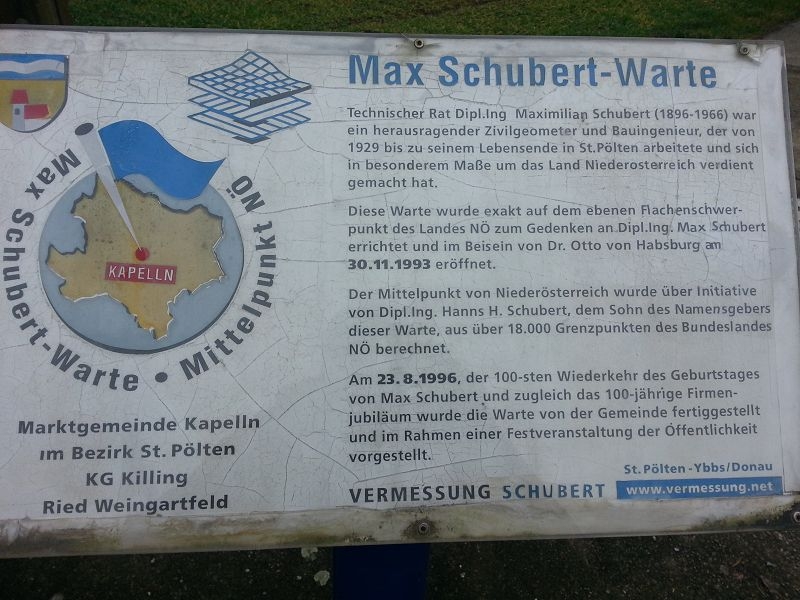 Max Schubert-Warte • Mittelpunkt NÖ
KAPELLN
Marktgemeinde Kapelln
im Bezirk St. Pölten
KG Killing
Ried Weingartfeld
Max Schubert-Warte
Technischer Rat Dipl.Ing Maximilian Schubert (1896-1966) war
ein herausragender Zivilgeometer und Bauingenieur, der von
1929 bis zu seinem Lebensende in St.Pölten arbeitete und sich
in besonderem Maße um das Land Niederosterreich verdient
gemacht hat.
Diese Warte wurde exakt auf dem ebenen Flachenschwer-
punkt des Landes NÖ zum Gedenken an Dipl.Ing. Max Schubert
errichtet und im Beisein von Dr. Otto von Habsburg am
30.11.1993 eröffnet.
Der Mittelpunkt von Niederösterreich wurde über Initiative
von Dipl.Ing. Hanns H. Schubert, dem Sohn des Namensgebers
dieser Warte, aus über 18.000 Grenzpunkten des Bundeslandes
NÖ berechnet.
Am 23.8.1996, der 100-sten Wiederkehr des Geburtstages
von Max Schubert und zugleich das 100-jährige Firmen-
jubiläum wurde die Warte von der Gemeinde fertiggestellt
und im Rahmen einer Festveranstaltung der Öffentlichkeit
vorgestellt.
St. Pölten - Ybbs/Donau
VERMESSUNG SCHUBERT www.vermessung.net